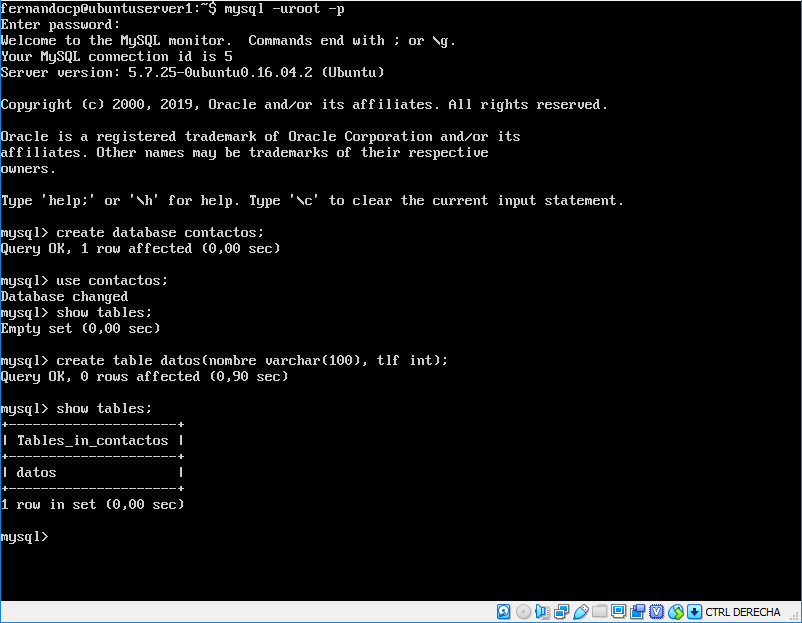 fernandocp@ubuntuserver1:~$ mysql -uroot -p
Enter password:
Welcome to the MySQL monitor.  Commands end with ; or \g.
Your MySQL connection id is 5
Server version: 5.7.25-0ubuntu0.16.04.2 (Ubuntu)

Copyright (c) 2000, 2019, Oracle and/or its affiliates. All rights reserved.

Oracle is a registered trademark of Oracle Corporation and/or its
affiliates. Other names may be trademarks of their respective
owners.

Type 'help;' or '\h' for help. Type '\c' to clear the current input statement.

mysql> create database contactos;
Query OK, 1 row affected (0,00 sec)

mysql> use contactos;
Database changed
mysql> show tables;
Empty set (0,00 sec)

mysql> create table datos(nombre varchar(100), tlf int);
Query OK, 0 rows affected (0,90 sec)

mysql> show tables;
+---------------------+
| Tables_in_contactos |
+---------------------+
| datos               |
+---------------------+
1 row in set (0,00 sec)

mysql>
CTRL DERECHA